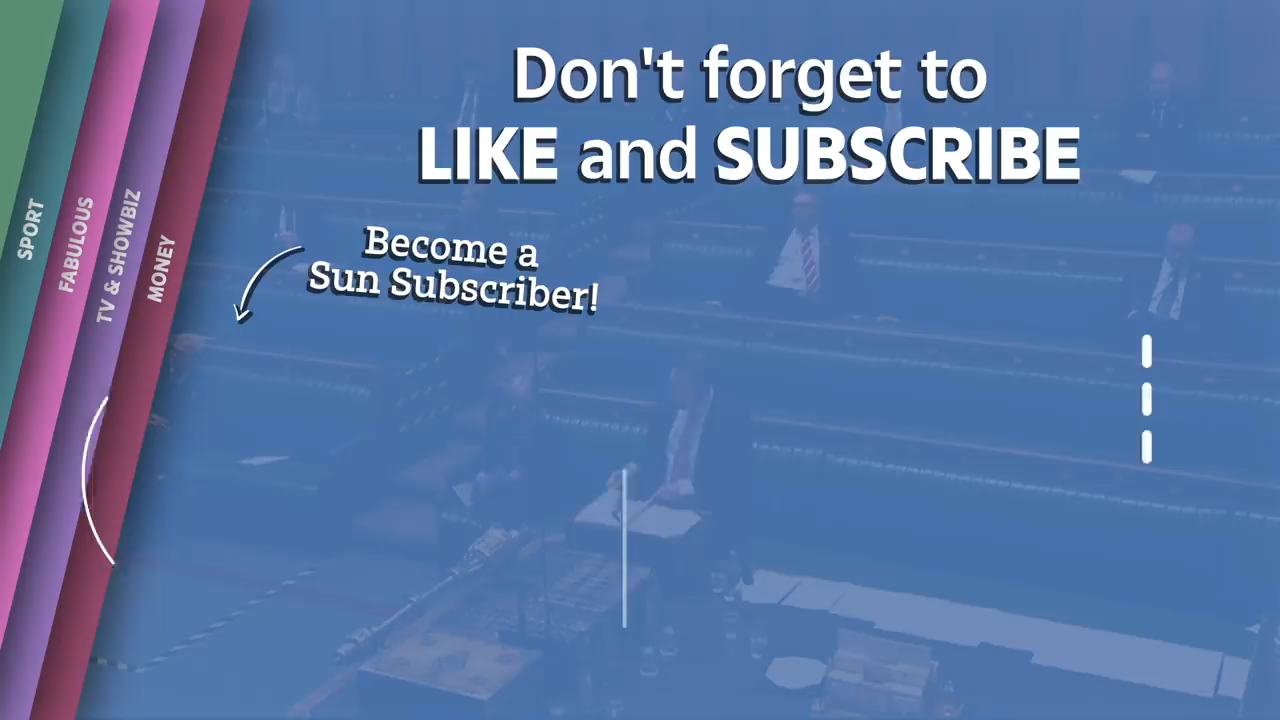 Don't forget to
LIKE and SUBSCRIBE
Become a
Sun Subscriber!
SPORT
FABULOUS
TV & SHOWBIZ
MONEY